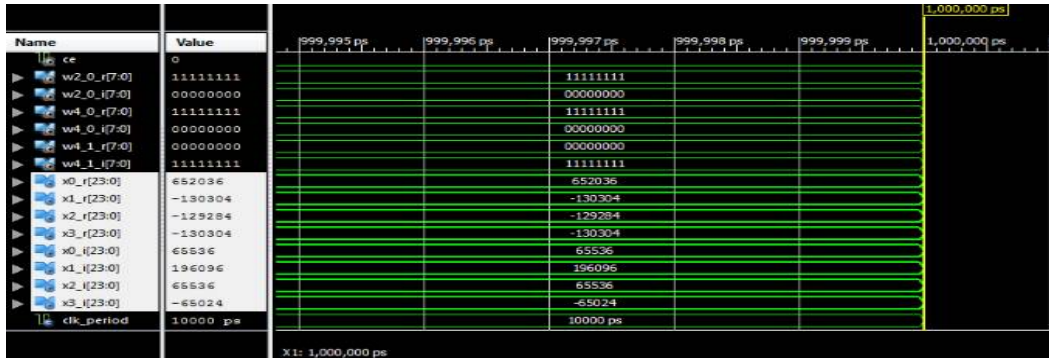 1,000,000 ps
Name Value 999,995 ps 999,996 ps 999,997 ps 999,998 ps 999,999 ps 1,000,000 ps
ce 0
w2_0_r[7:0] 11111111 11111111
w2_0_i[7:0] 00000000 00000000
w4_0_r[7:0] 11111111 11111111
w4_0_i[7:0] 00000000 00000000
w4_1_r[7:0] 00000000 00000000
w4_1_i[7:0] 11111111 11111111
x0_r[23:0] 652036 652036
x1_r[23:0] -130304 -130304
x2_r[23:0] -129284 -129284
x3_r[23:0] -130304 -130304
x0_i[23:0] 65536 65536
x1_i[23:0] 196096 196096
x2_i[23:0] 65536 65536
x3_i[23:0] -65024 -65024
clk_period 10000 ps 10000 ps
X1: 1,000,000 ps